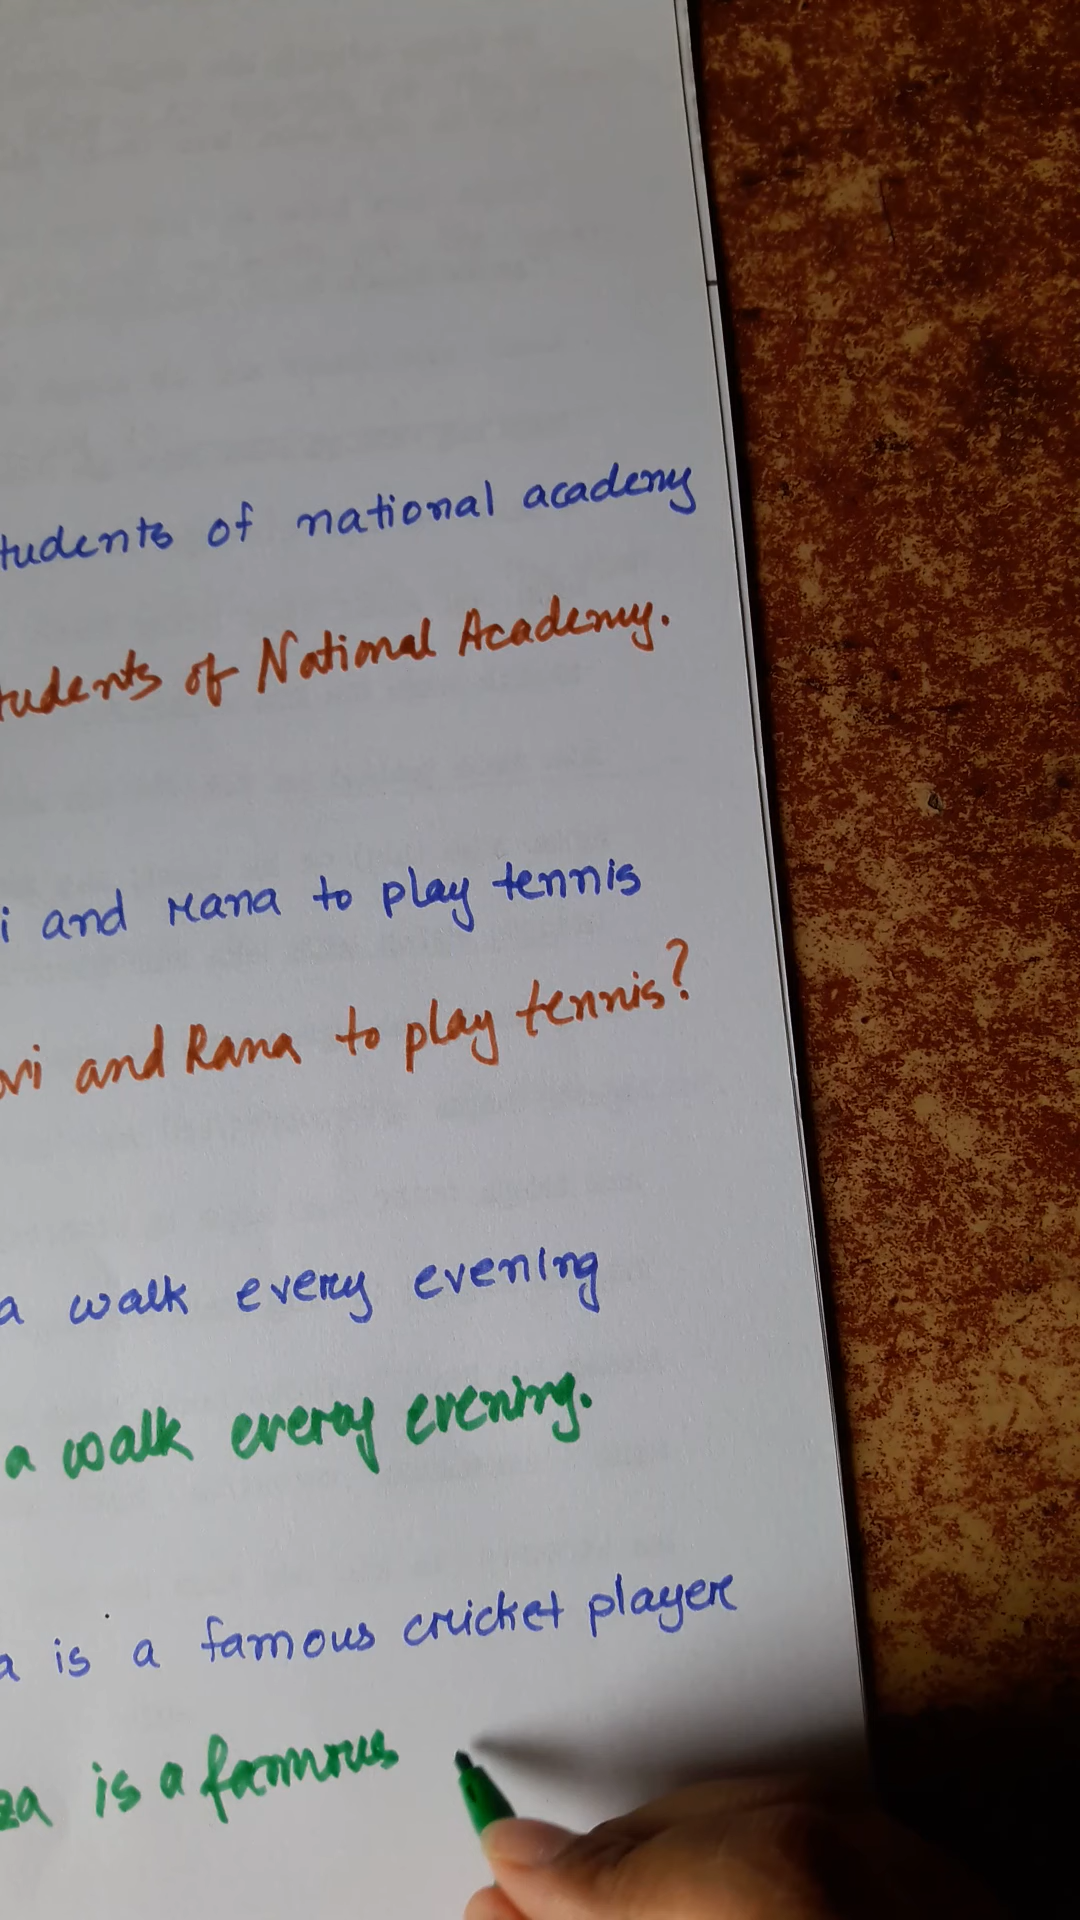 tudents of national academy
tudents of National Academy.
i and rana to play tennis
vi and Rana to play tennis?
a walk every evening
a walk every evening.
a is a famous cricket player
za is a famous